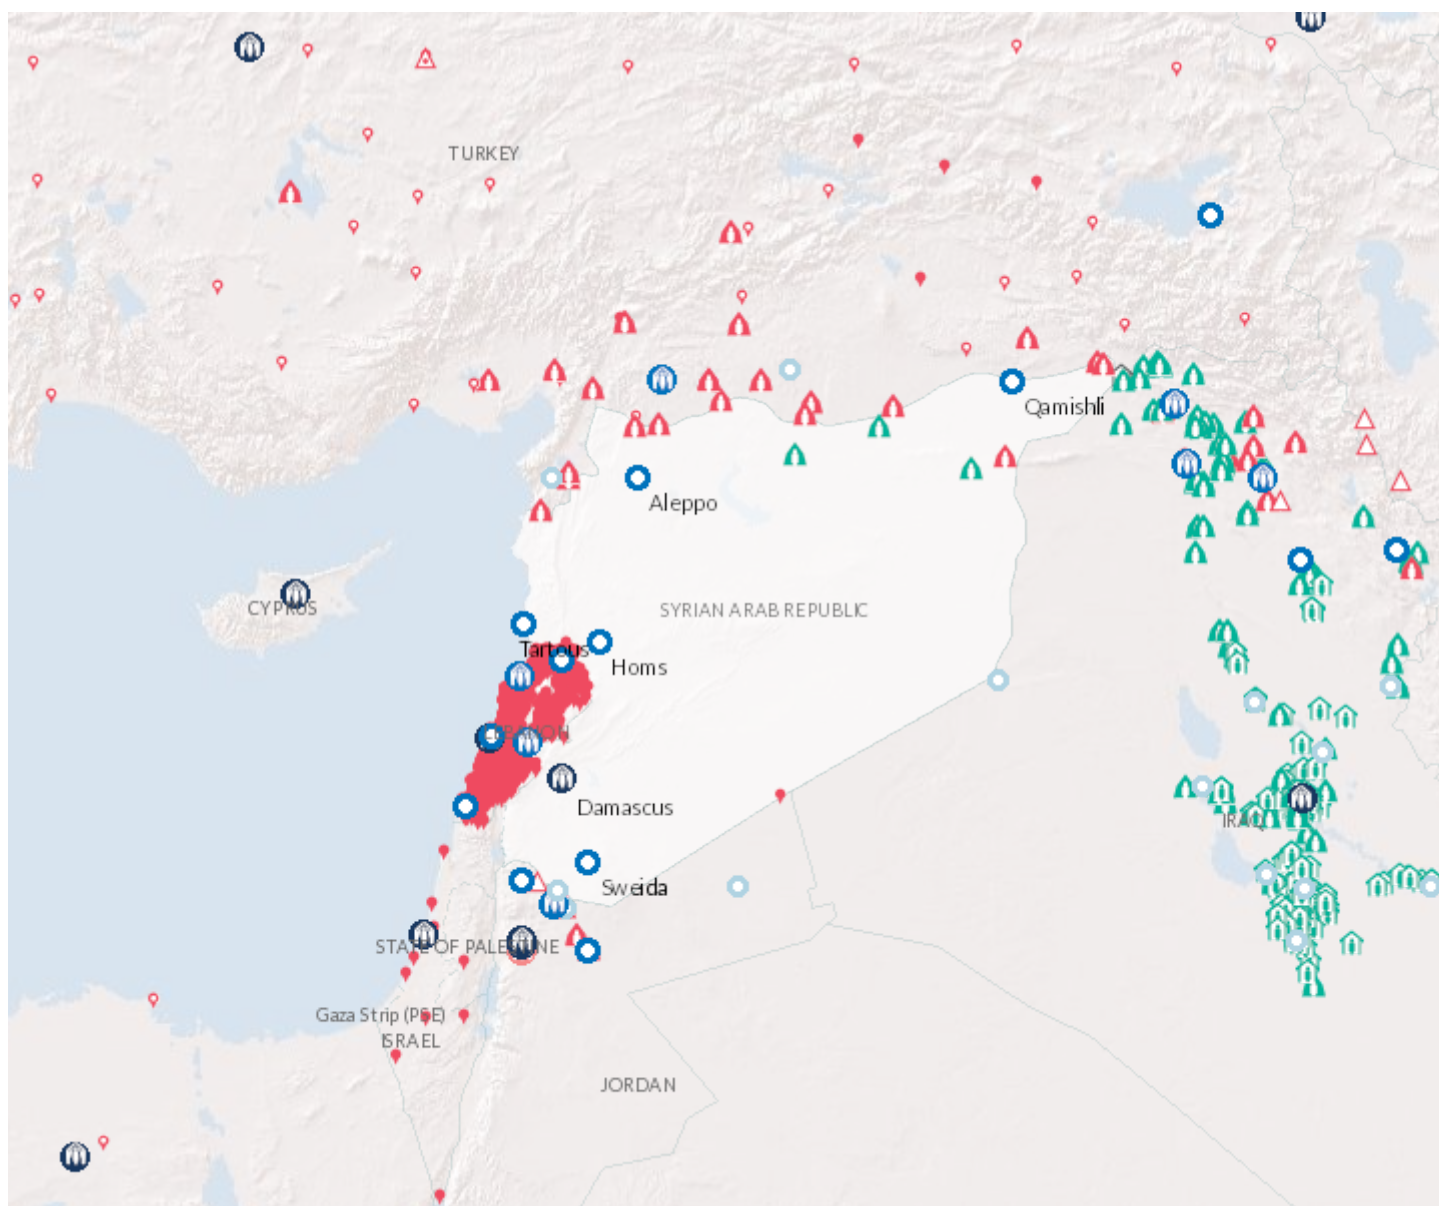 TURKEY
Qamishli
Aleppo
CYPRUS
SYRIAN ARAB REPUBLIC
Tartous
Homs
LEBANON
Damascus
IRAQ
Sweida
STATE OF PALESTINE
Gaza Strip (PSE)
ISRAEL
JORDAN